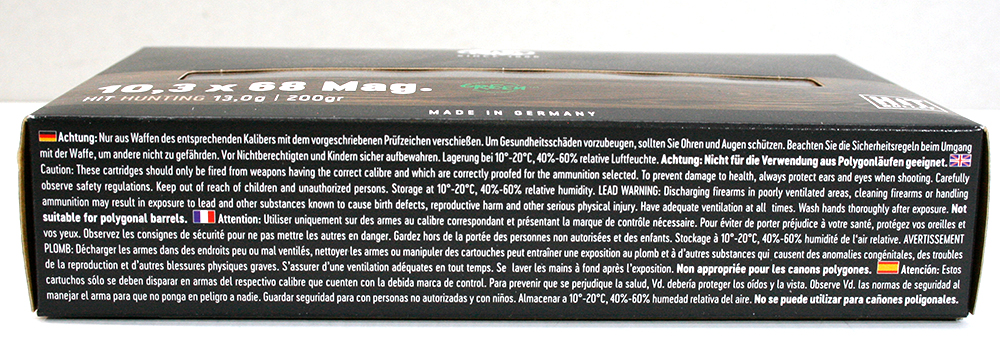 SINCE
10,3 x 68 Mag.
green
HIT HUNTING 13,0g | 200gr
HIT
MADE IN GERMANY
Achtung: Nur aus Waffen des entsprechenden Kalibers mit dem vorgeschriebenen Prüfzeichen verschießen. Um Gesundheitsschäden vorzubeugen, sollten Sie Ohren und Augen schützen. Beachten Sie die Sicherheitsregeln beim Umgang
mit der Waffe, um andere nicht zu gefährden. Vor Nichtberechtigten und Kindern sicher aufbewahren. Lagerung bei 10°-20°C, 40%-60% relative Luftfeuchte. Achtung: Nicht für die Verwendung aus Polygonläufen geeignet.
Caution: These cartridges should only be fired from weapons having the correct calibre and which are correctly proofed for the ammunition selected. To prevent damage to health, always protect ears and eyes when shooting. Carefully
observe safety regulations. Keep out of reach of children and unauthorized persons. Storage at 10°-20°C, 40%-60% relative humidity. LEAD WARNING: Discharging firearms in poorly ventilated areas, cleaning firearms or handling
ammunition may result in exposure to lead and other substances known to cause birth defects, reproductive harm and other serious physical injury. Have adequate ventilation at all times. Wash hands thoroughly after exposure. Not
suitable for polygonal barrels. Attention: Utiliser uniquement sur des armes au calibre correspondant et présentant la marque de contrôle nécessaire. Pour éviter de porter préjudice à votre santé, protégez vos oreilles et
vos yeux. Observez les consignes de sécurité pour ne pas mettre les autres en danger. Gardez hors de la portée des personnes non autorisées et des enfants. Stockage à 10°-20°C, 40%-60% humidité de l'air relative. AVERTISSEMENT
PLOMB: Décharger les armes dans des endroits peu ou mal ventilés, nettoyer les armes ou manipuler des cartouches peut entraîner une exposition au plomb et à d'autres substances qui causent des anomalies congénitales, des troubles
de la reproduction et d'autres blessures physiques graves. S'assurer d'une ventilation adéquates en tout temps. Se laver les mains à fond après l'exposition. Non appropriée pour les canons polygones. Atención: Estos
cartuchos sólo se deben disparar en armas del respectivo calibre que cuenten con la debida marca de control. Para prevenir que se perjudique la salud, Vd. debería proteger los oídos y la vista. Observe Vd. las normas de seguridad al
manejar el arma para que no ponga en peligro a nadie. Guardar seguridad para con personas no autorizadas y con niños. Almacenar a 10°-20°C, 40%-60% humedad relativa del aire. No se puede utilizar para cañones poligonales.